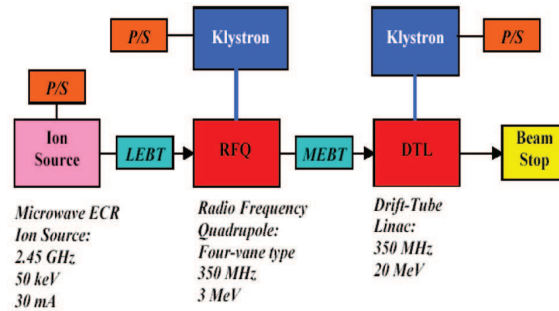 P/S
Klystron
Klystron
P/S
P/S
Ion
Source
LEBT
RFQ
MEBT
DTL
Beam
Stop
Microwave ECR
Ion Source:
2.45 GHz
50 keV
30 mA
Radio Frequency
Quadrupole:
Four-vane type
350 MHz
3 MeV
Drift-Tube
Linac:
350 MHz
20 MeV